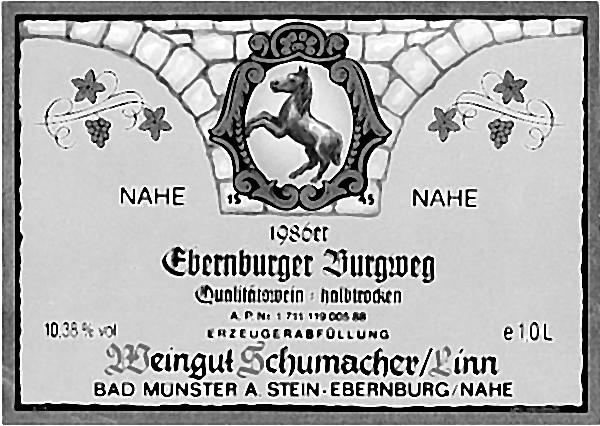 NAHE NAHE
15 45
1986er
Ebernburger Burgweg
Qualitätswein · halbtrocken
A. P. Nr. 1 711 119 005 88
10,38 % vol ERZEUGERABFÜLLUNG e 1,0 L
Weingut Schumacher/Linn
BAD MÜNSTER A. STEIN-EBERNBURG/NAHE